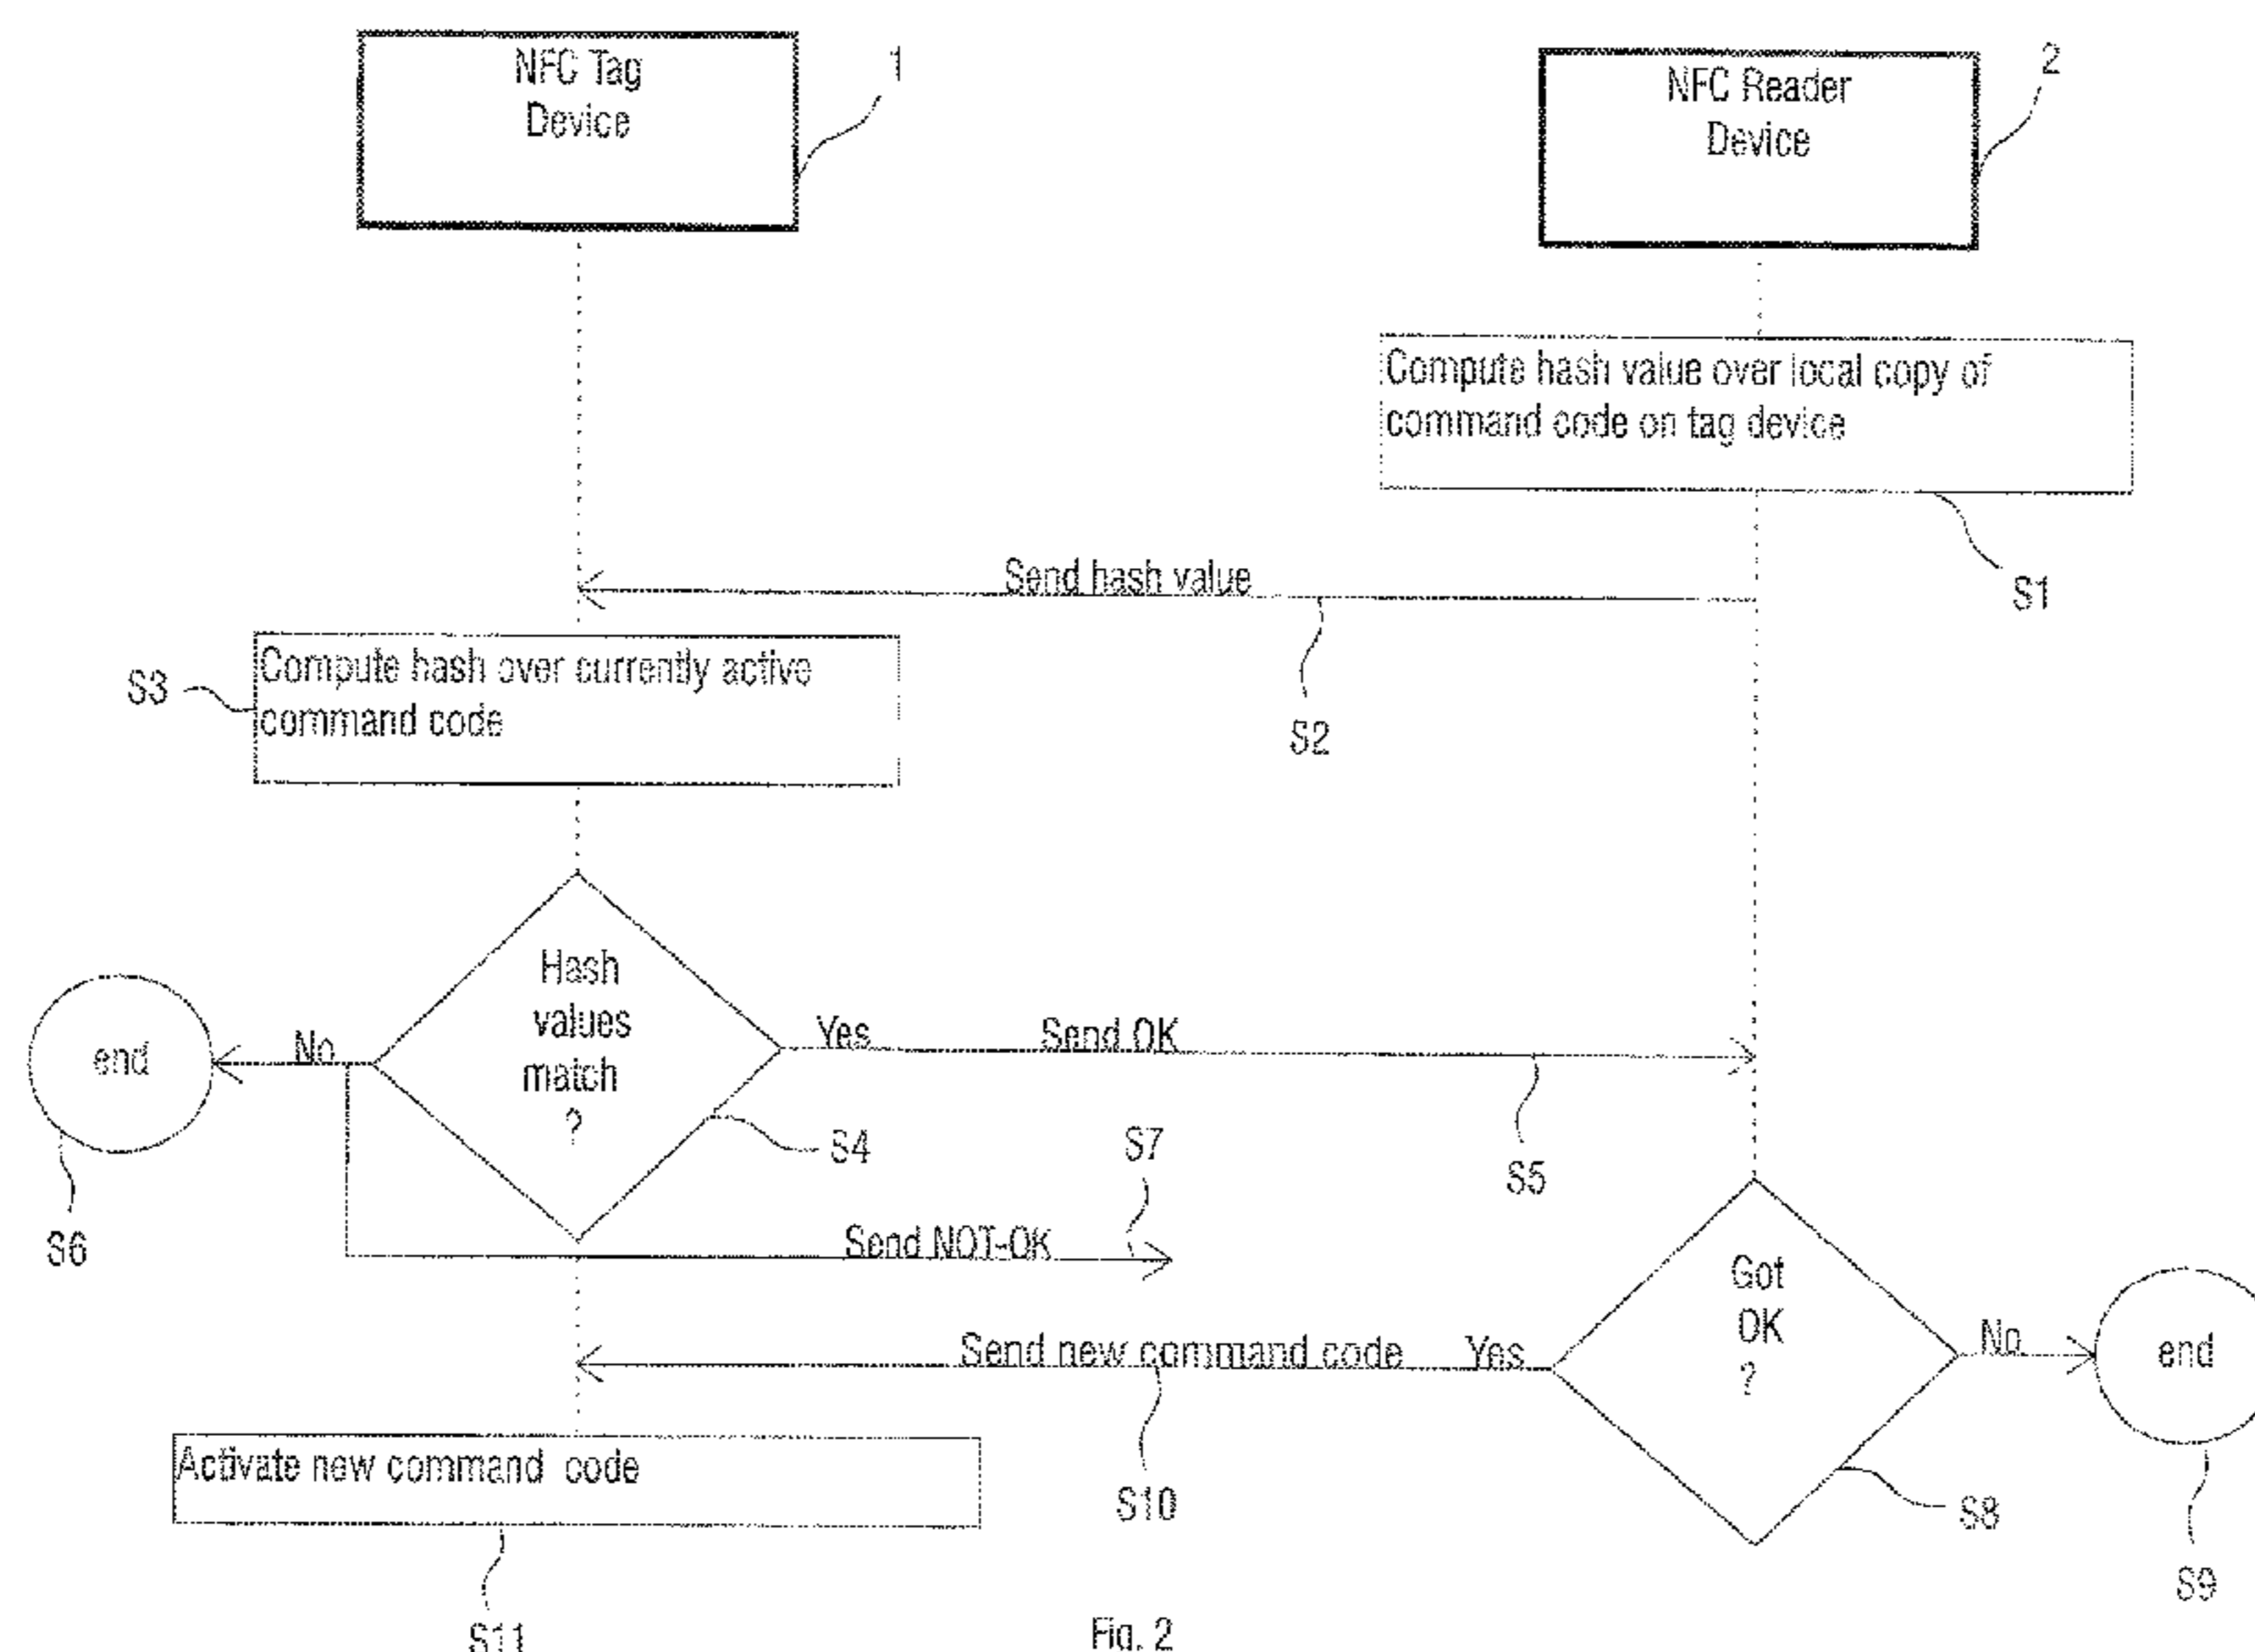 NFC Tag
Device
1
NFC Reader
Device
2
Compute hash value over local copy of
command code on tag device
S1
Send hash value
S2
Compute hash over currently active
command code
S3
Hash
values
match
?
S4
Yes
Send OK
S5
No
end
S6
S7
Send NOT-OK
Got
OK
?
S8
No
end
S9
Send new command code
Yes
S10
Activate new command code
S11
Fig. 2